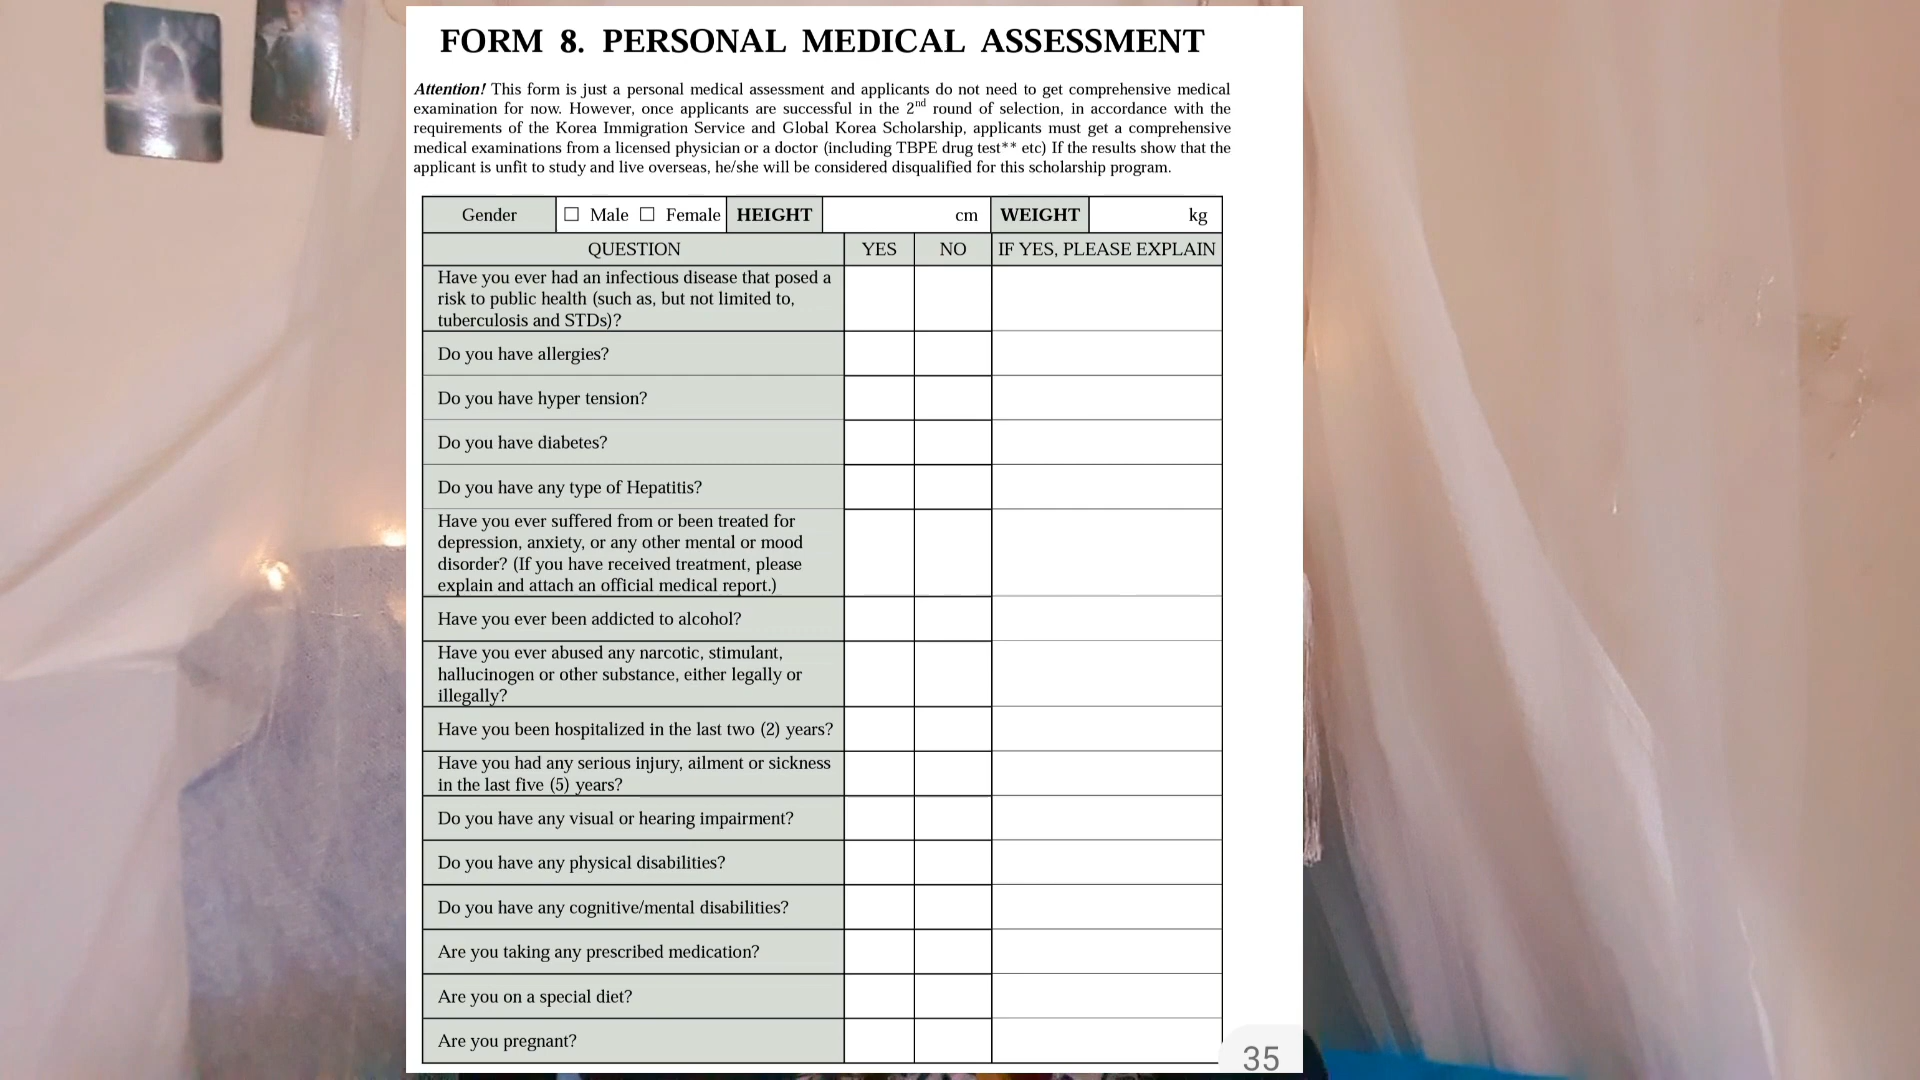 FORM 8. PERSONAL MEDICAL ASSESSMENT
Attention! This form is just a personal medical assessment and applicants do not need to get comprehensive medical
examination for now. However, once applicants are successful in the 2nd round of selection, in accordance with the
requirements of the Korea Immigration Service and Global Korea Scholarship, applicants must get a comprehensive
medical examinations from a licensed physician or a doctor (including TBPE drug test** etc) If the results show that the
applicant is unfit to study and live overseas, he/she will be considered disqualified for this scholarship program.
Gender ☐ Male ☐ Female HEIGHT cm WEIGHT kg
QUESTION YES NO IF YES, PLEASE EXPLAIN
Have you ever had an infectious disease that posed a
risk to public health (such as, but not limited to,
tuberculosis and STDs)?
Do you have allergies?
Do you have hyper tension?
Do you have diabetes?
Do you have any type of Hepatitis?
Have you ever suffered from or been treated for
depression, anxiety, or any other mental or mood
disorder? (If you have received treatment, please
explain and attach an official medical report.)
Have you ever been addicted to alcohol?
Have you ever abused any narcotic, stimulant,
hallucinogen or other substance, either legally or
illegally?
Have you been hospitalized in the last two (2) years?
Have you had any serious injury, ailment or sickness
in the last five (5) years?
Do you have any visual or hearing impairment?
Do you have any physical disabilities?
Do you have any cognitive/mental disabilities?
Are you taking any prescribed medication?
Are you on a special diet?
Are you pregnant?
35